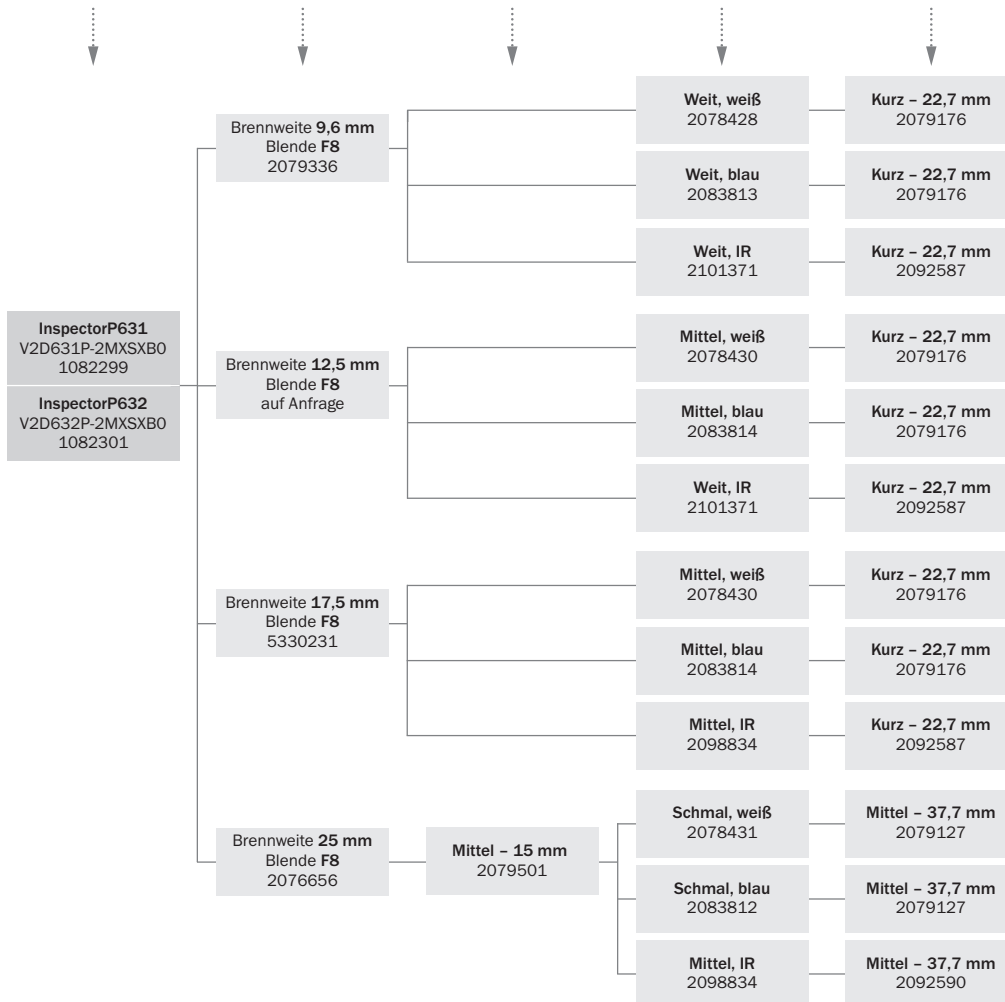 InspectorP631
V2D631P-2MXSXB0
1082299
InspectorP632
V2D632P-2MXSXB0
1082301
Brennweite 9,6 mm
Blende F8
2079336
Weit, weiß
2078428
Kurz – 22,7 mm
2079176
Weit, blau
2083813
Kurz – 22,7 mm
2079176
Weit, IR
2101371
Kurz – 22,7 mm
2092587
Brennweite 12,5 mm
Blende F8
auf Anfrage
Mittel, weiß
2078430
Kurz – 22,7 mm
2079176
Mittel, blau
2083814
Kurz – 22,7 mm
2079176
Weit, IR
2101371
Kurz – 22,7 mm
2092587
Brennweite 17,5 mm
Blende F8
5330231
Mittel, weiß
2078430
Kurz – 22,7 mm
2079176
Mittel, blau
2083814
Kurz – 22,7 mm
2079176
Mittel, IR
2098834
Kurz – 22,7 mm
2092587
Brennweite 25 mm
Blende F8
2076656
Mittel – 15 mm
2079501
Schmal, weiß
2078431
Mittel – 37,7 mm
2079127
Schmal, blau
2083812
Mittel – 37,7 mm
2079127
Mittel, IR
2098834
Mittel – 37,7 mm
2092590